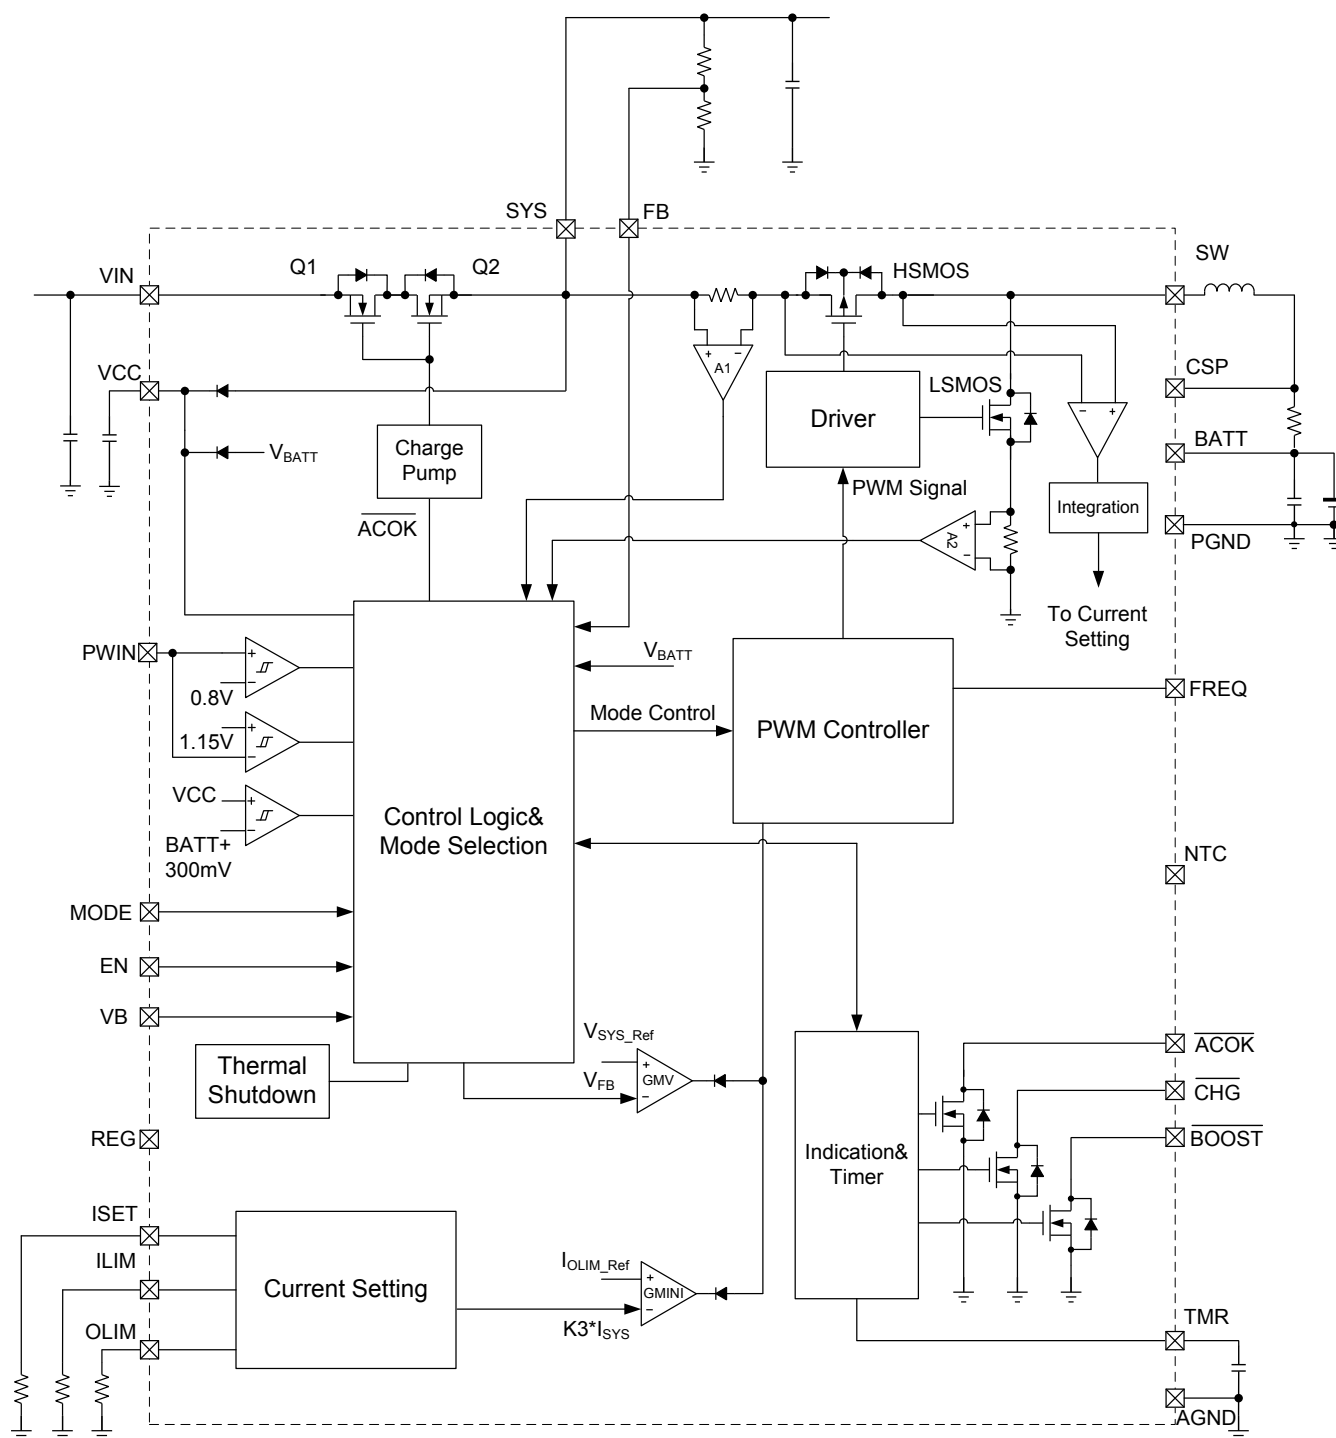 SYS
FB
SW
VIN
Q1
Q2
HSMOS
VCC
A1
CSP
LSMOS
Driver
- +
BATT
Charge
Pump
VBATT
PWM Signal
Integration
ACOK
A2
PGND
To Current
Setting
PWIN
0.8V
VBATT
FREQ
Mode Control
PWM Controller
1.15V
VCC
BATT+
300mV
Control Logic&
Mode Selection
NTC
MODE
EN
VB
VSYS_Ref
Thermal
Shutdown
VFB
GMV
ACOK
CHG
BOOST
REG
Indication&
Timer
ISET
ILIM
OLIM
Current Setting
IOLIM_Ref
GMINI
K3*ISYS
TMR
AGND